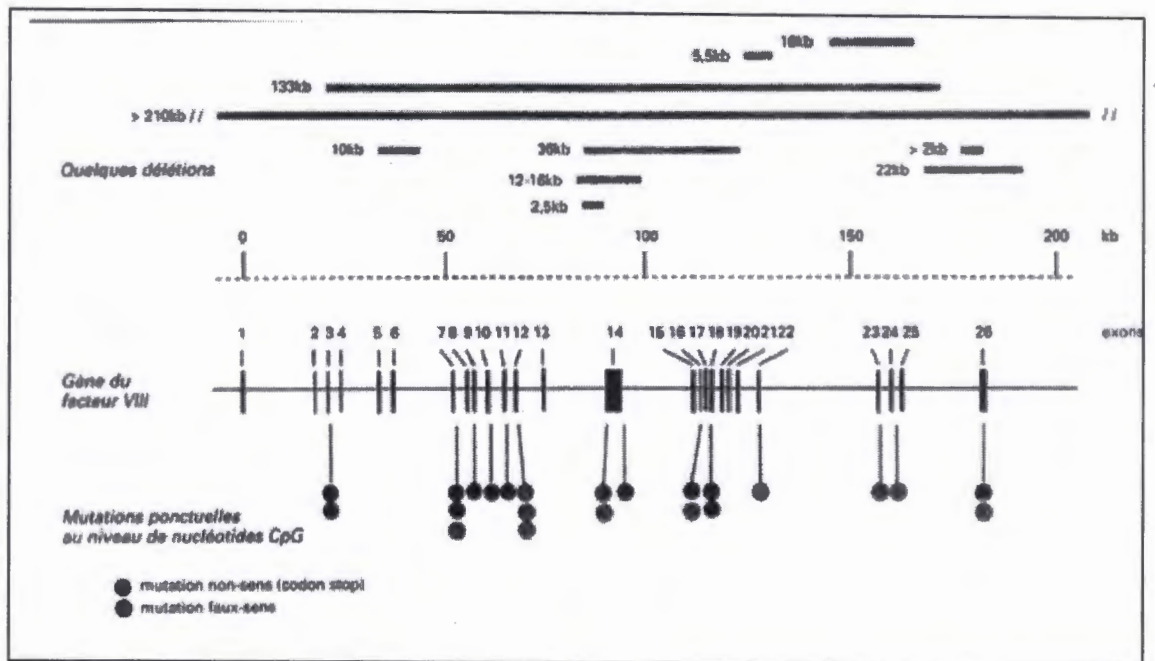 16kb
5,5kb
133kb
> 210kb //
//
10kb 36kb > 2kb
Quelques délétions
12-16kb 22kb
2,5kb
0 50 100 150 200 kb
1 2 3 4 5 6 7 8 9 10 11 12 13 14 15 16 17 18 19 20 21 22 23 24 25 26 exons
Gène du
facteur VIII
Mutations ponctuelles
au niveau de nucléotides CpG
mutation non-sens (codon stop)
mutation faux-sens